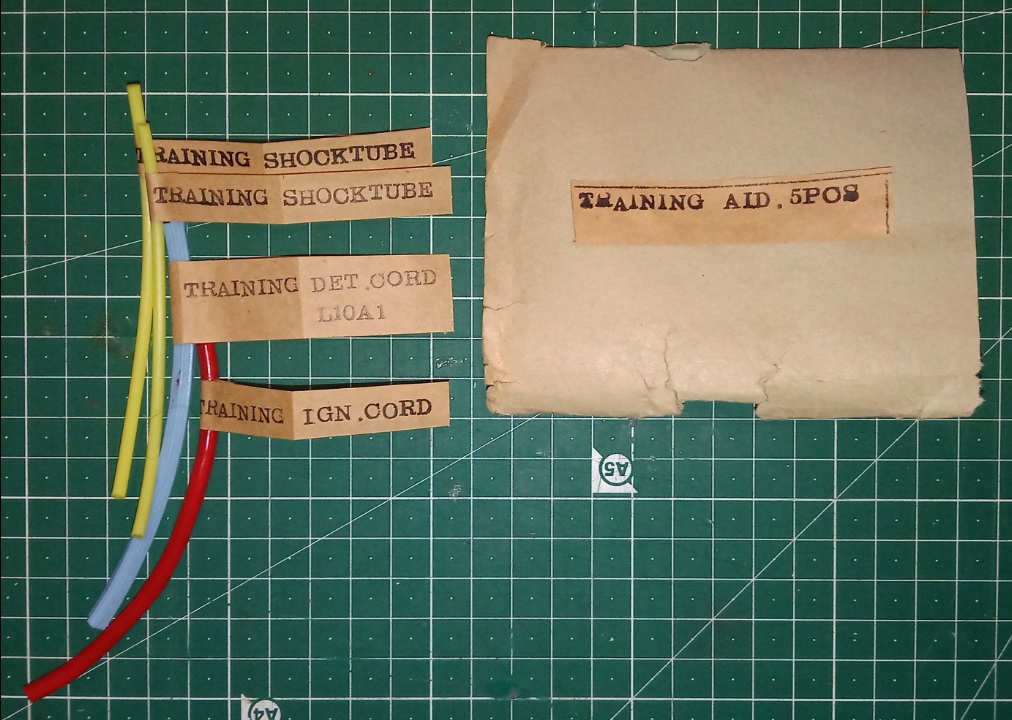 TRAINING SHOCKTUBE
TRAINING SHOCKTUBE
TRAINING DET.CORD
L10A1
TRAINING IGN.CORD
TRAINING AID.5POS
A5
A4